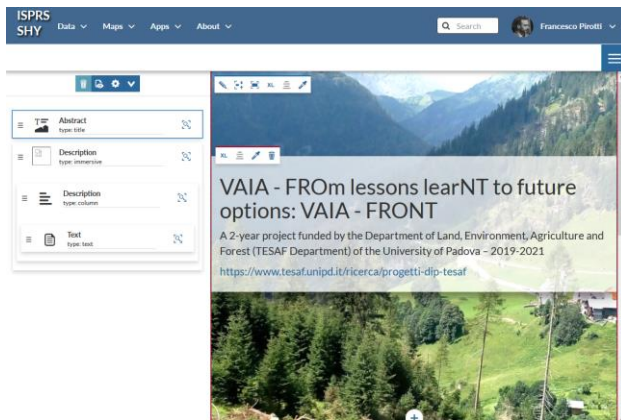 ISPRS
SHY
Data
Maps
Apps
About
Search
Francesco Pirotti
XL
Abstract
type: title
Description
type: immersive
XL
Description
type: column
Text
type: text
VAIA - FROm lessons learNT to future
options: VAIA - FRONT
A 2-year project funded by the Department of Land, Environment, Agriculture and
Forest (TESAF Department) of the University of Padova – 2019-2021
https://www.tesaf.unipd.it/ricerca/progetti-dip-tesaf